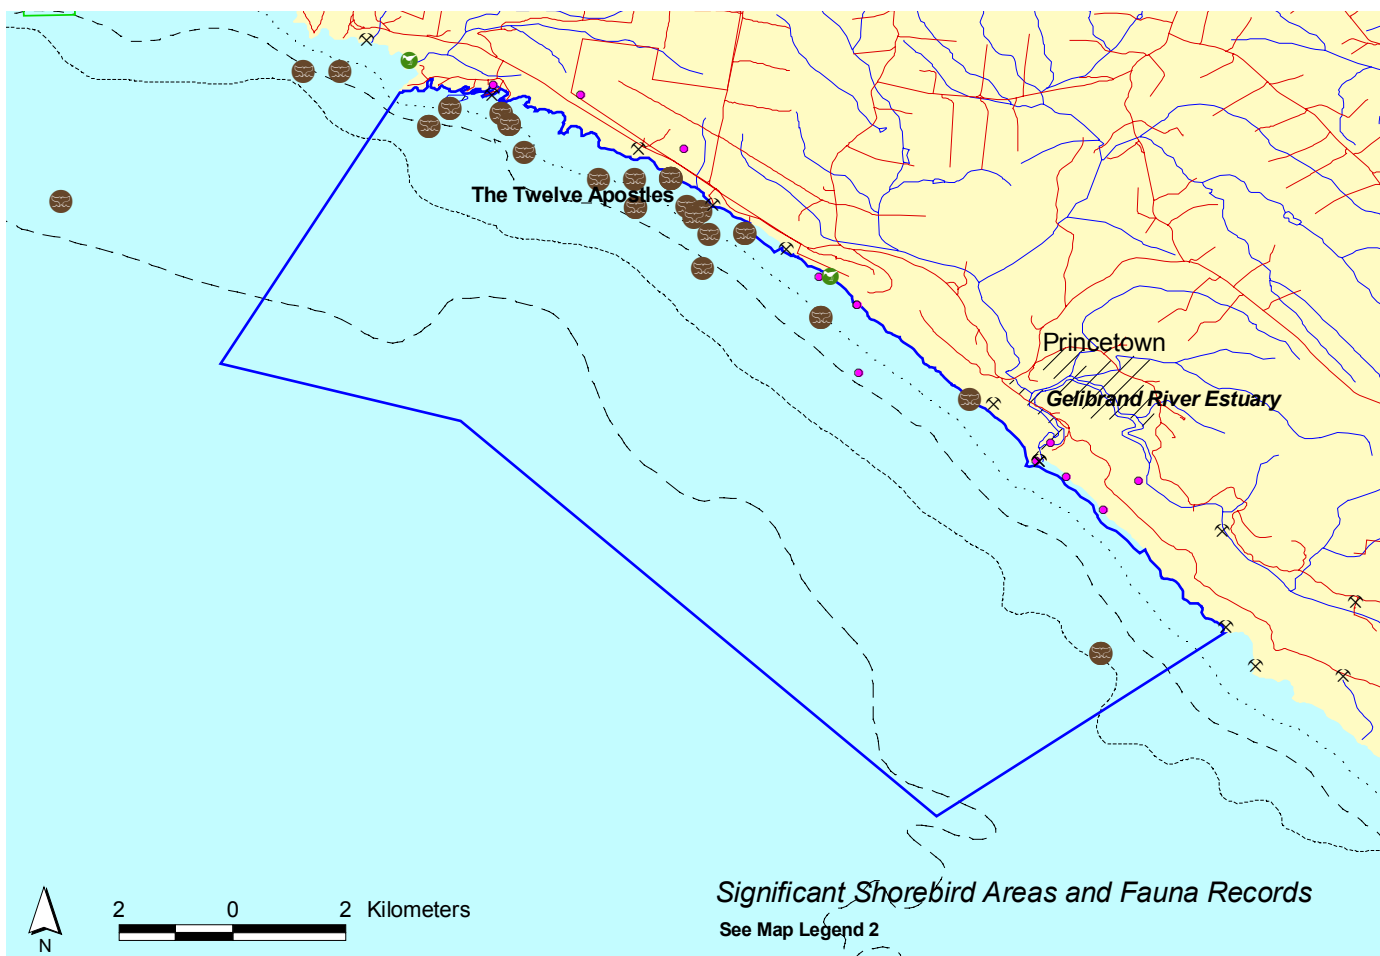 The Twelve Apostles
Princetown
Gelibrand River Estuary
2 0 2 Kilometers
N
Significant Shorebird Areas and Fauna Records
See Map Legend 2